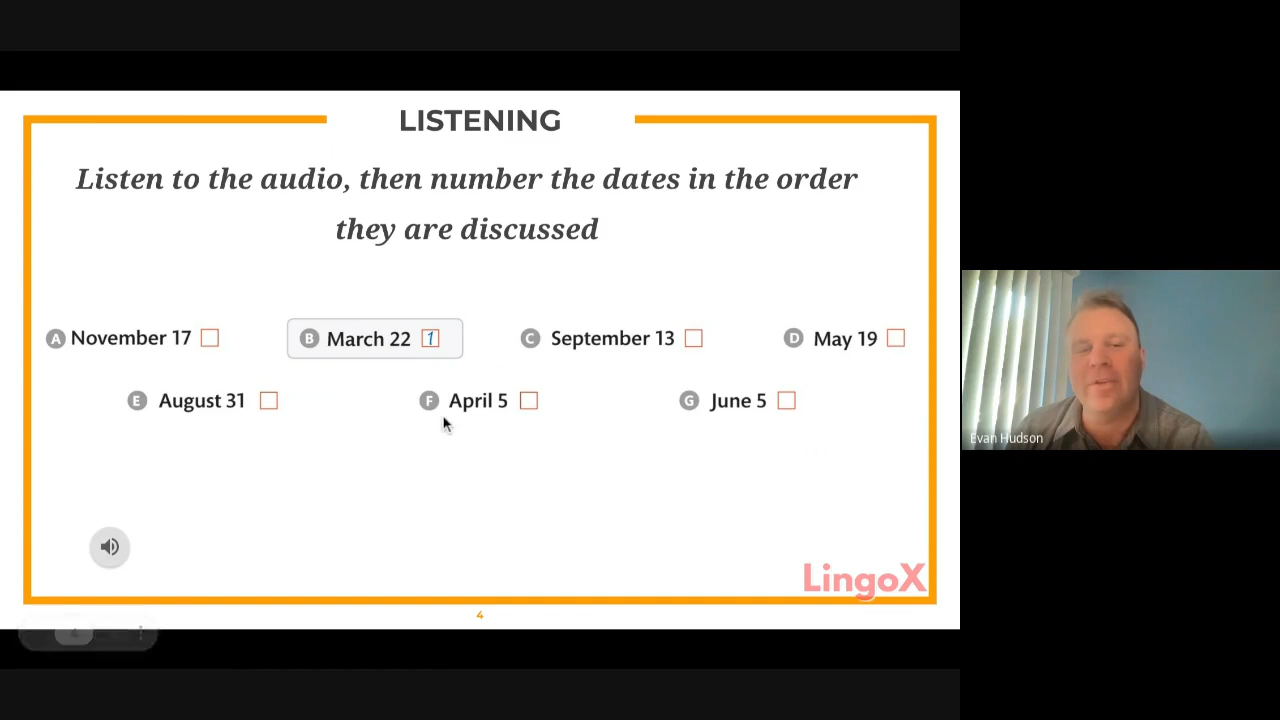 LISTENING
Listen to the audio, then number the dates in the order
they are discussed
A November 17 B March 22 1 C September 13 D May 19
E August 31 F April 5 G June 5
Evan Hudson
LingoX
4